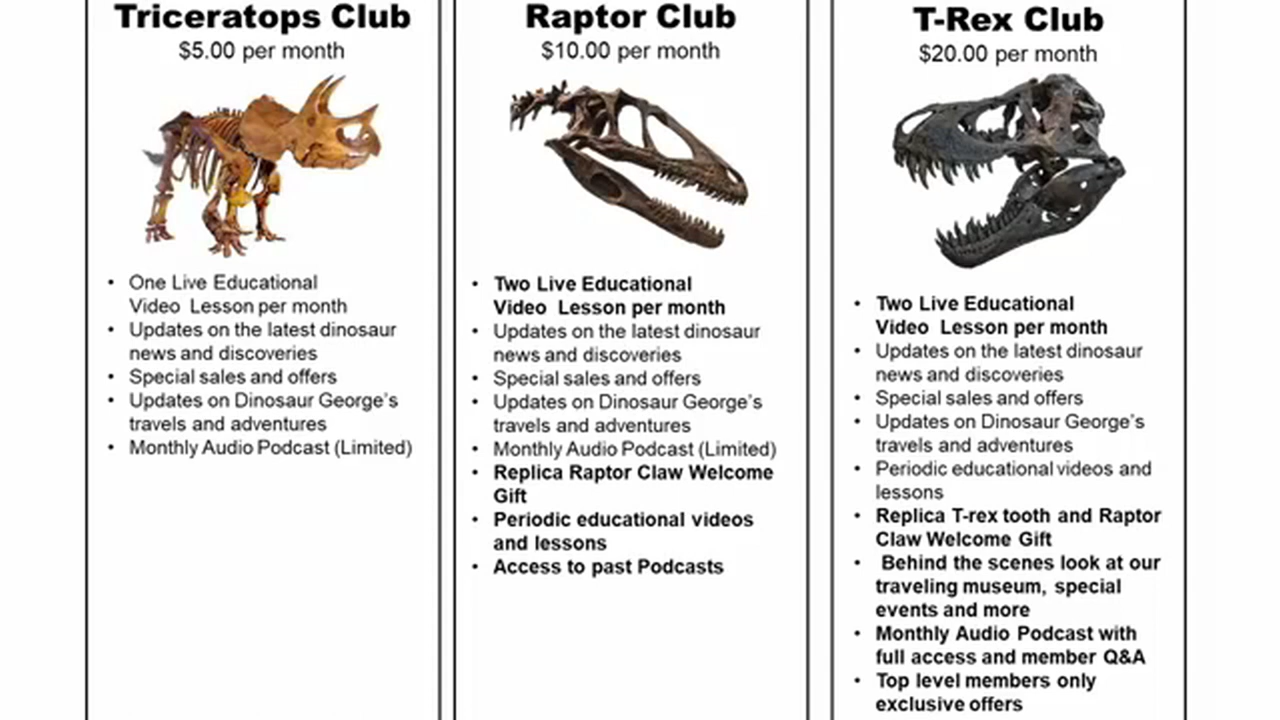 Triceratops Club
$5.00 per month
• One Live Educational
Video Lesson per month
• Updates on the latest dinosaur
news and discoveries
• Special sales and offers
• Updates on Dinosaur George's
travels and adventures
• Monthly Audio Podcast (Limited)
Raptor Club
$10.00 per month
• Two Live Educational
Video Lesson per month
• Updates on the latest dinosaur
news and discoveries
• Special sales and offers
• Updates on Dinosaur George's
travels and adventures
• Monthly Audio Podcast (Limited)
• Replica Raptor Claw Welcome
Gift
• Periodic educational videos
and lessons
• Access to past Podcasts
T-Rex Club
$20.00 per month
• Two Live Educational
Video Lesson per month
• Updates on the latest dinosaur
news and discoveries
• Special sales and offers
• Updates on Dinosaur George's
travels and adventures
• Periodic educational videos and
lessons
• Replica T-rex tooth and Raptor
Claw Welcome Gift
• Behind the scenes look at our
traveling museum, special
events and more
• Monthly Audio Podcast with
full access and member Q&A
• Top level members only
exclusive offers